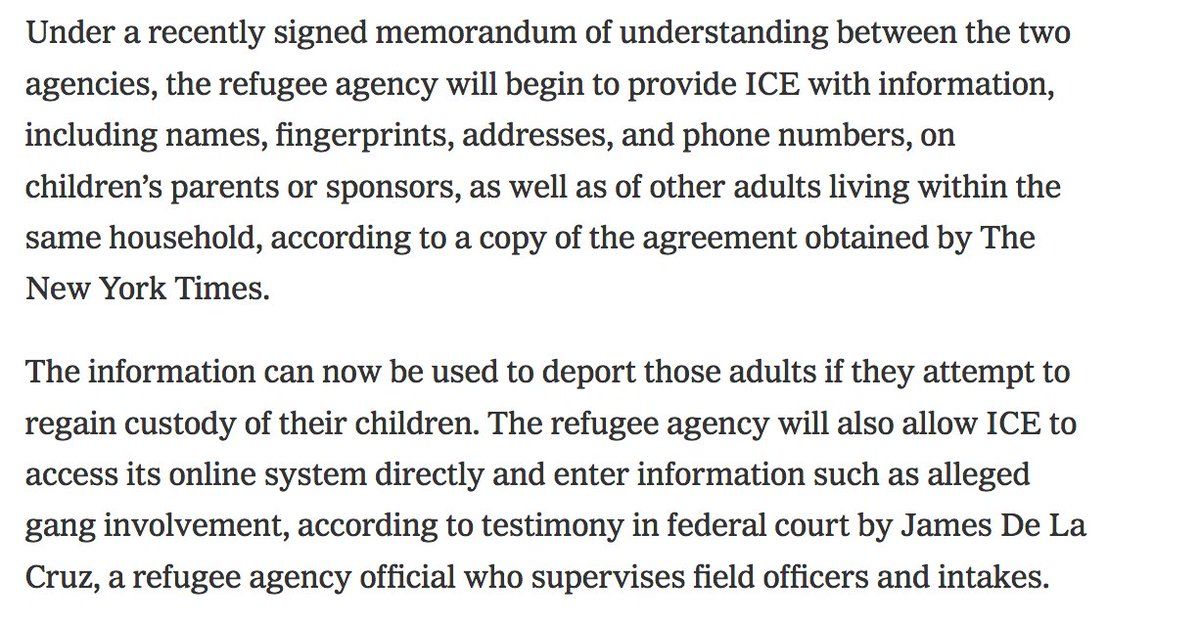 Under a recently signed memorandum of understanding between the two
agencies, the refugee agency will begin to provide ICE with information,
including names, fingerprints, addresses, and phone numbers, on
children’s parents or sponsors, as well as of other adults living within the
same household, according to a copy of the agreement obtained by The
New York Times.
The information can now be used to deport those adults if they attempt to
regain custody of their children. The refugee agency will also allow ICE to
access its online system directly and enter information such as alleged
gang involvement, according to testimony in federal court by James De La
Cruz, a refugee agency official who supervises field officers and intakes.